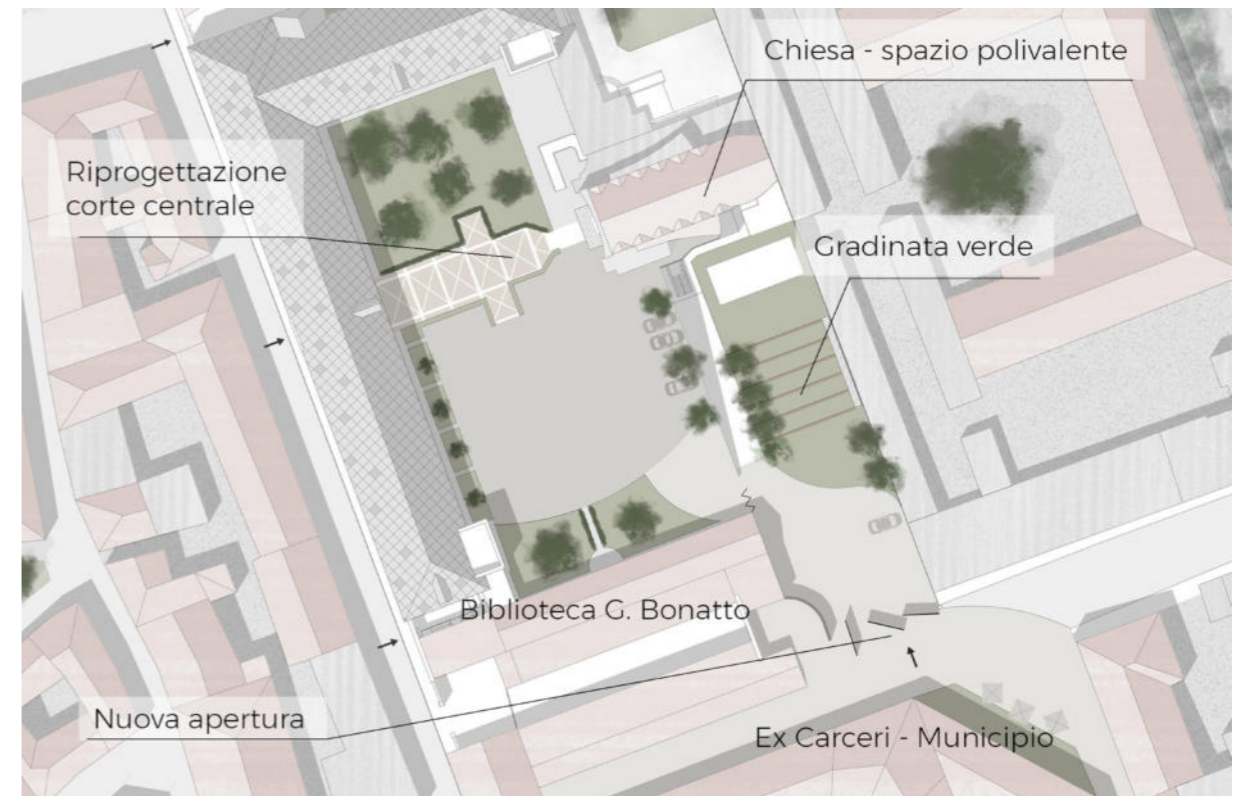 Chiesa - spazio polivalente
Riprogettazione
corte centrale
Gradinata verde
Biblioteca G. Bonatto
Nuova apertura
Ex Carceri - Municipio